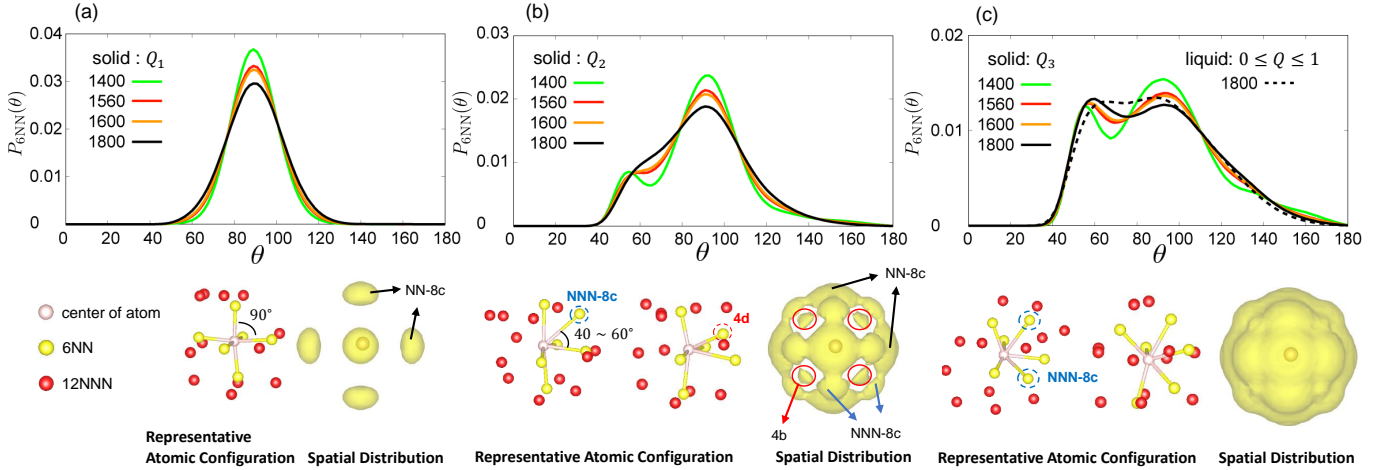 (a)
0.04
0.03
0.02
0.01
0
P6NN(θ)
solid : Q1
1400
1560
1600
1800
0 20 40 60 80 100 120 140 160 180
θ
(b)
0.03
0.02
0.01
0
P6NN(θ)
solid : Q2
1400
1560
1600
1800
0 20 40 60 80 100 120 140 160 180
θ
(c)
0.02
0.01
0
P6NN(θ)
solid: Q3
1400
1560
1600
1800
liquid: 0 ≤ Q ≤ 1
1800
0 20 40 60 80 100 120 140 160 180
θ
center of atom
6NN
12NNN
90°
NN-8c
Representative
Atomic Configuration
Spatial Distribution
NNN-8c
40 ~ 60°
4d
NN-8c
4b
NNN-8c
Representative Atomic Configuration
Spatial Distribution
NNN-8c
Representative Atomic Configuration
Spatial Distribution